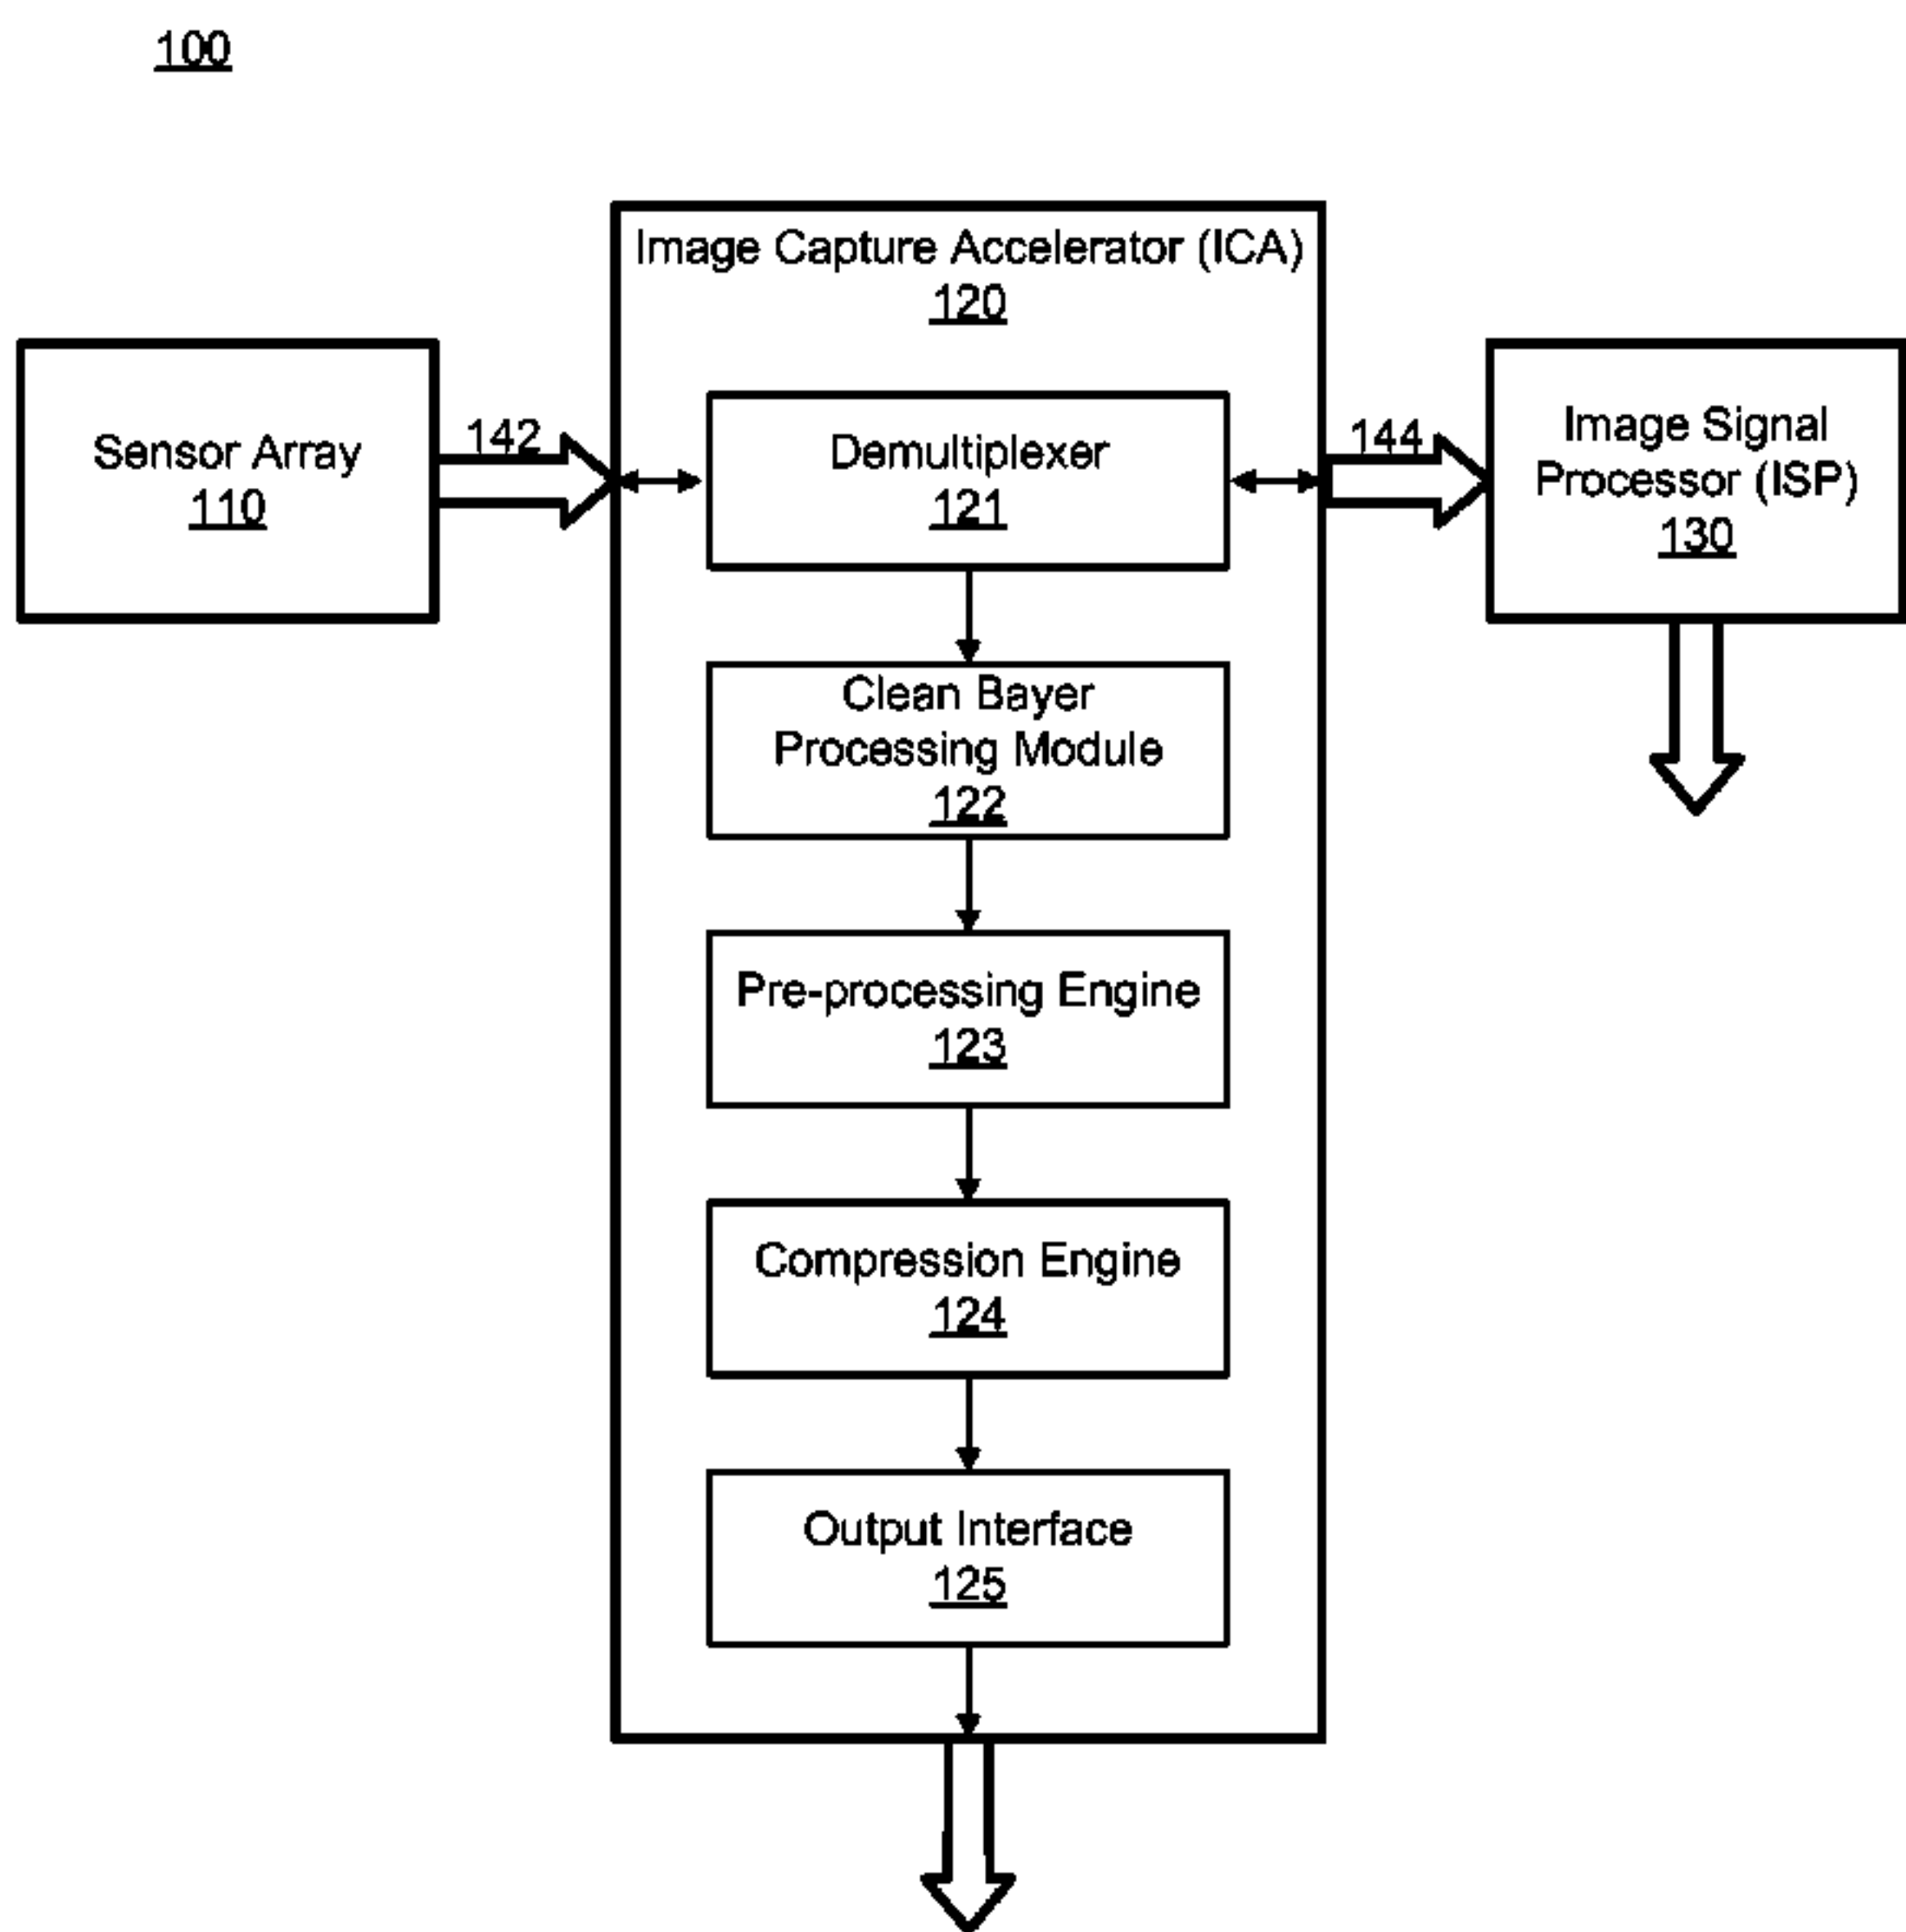 100
Image Capture Accelerator (ICA)
120
Sensor Array
110
142
Demultiplexer
121
144
Image Signal
Processor (ISP)
130
Clean Bayer
Processing Module
122
Pre-processing Engine
123
Compression Engine
124
Output Interface
125